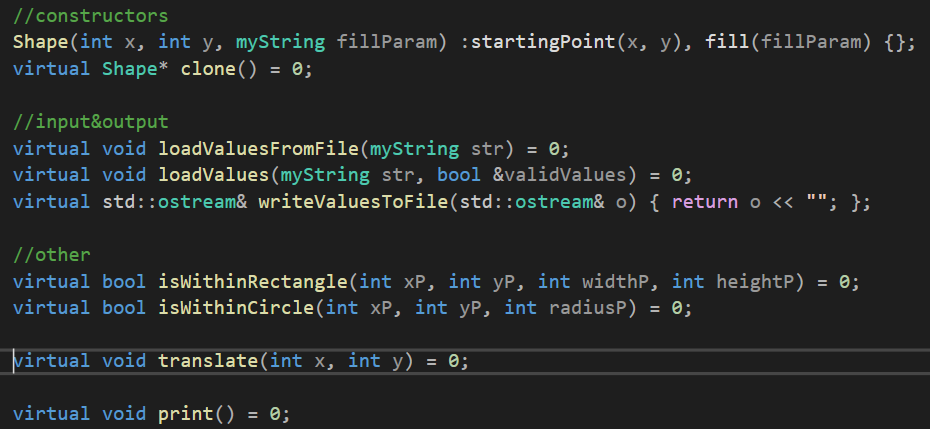 //constructors
Shape(int x, int y, myString fillParam) :startingPoint(x, y), fill(fillParam) {};
virtual Shape* clone() = 0;
//input&output
virtual void loadValuesFromFile(myString str) = 0;
virtual void loadValues(myString str, bool &validValues) = 0;
virtual std::ostream& writeValuesToFile(std::ostream& o) { return o << ""; };
//other
virtual bool isWithinRectangle(int xP, int yP, int widthP, int heightP) = 0;
virtual bool isWithinCircle(int xP, int yP, int radiusP) = 0;
virtual void translate(int x, int y) = 0;
virtual void print() = 0;